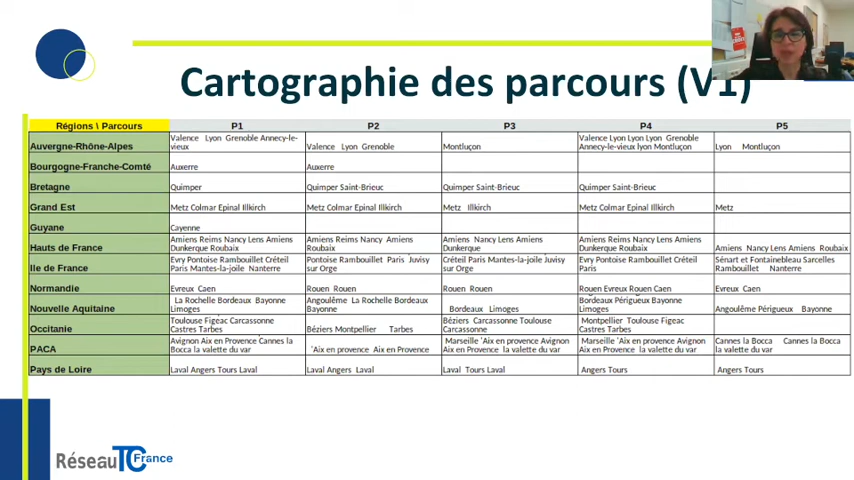 Cartographie des parcours (V1)
Régions \ Parcours P1 P2 P3 P4 P5
Auvergne-Rhône-Alpes Valence Lyon Grenoble Annecy-le-vieux Valence Lyon Grenoble Montluçon Valence Lyon Lyon Lyon Grenoble Annecy-le-vieux lyon Montluçon Lyon Montluçon
Bourgogne-Franche-Comté Auxerre Auxerre
Bretagne Quimper Quimper Saint-Brieuc Quimper Saint-Brieuc Quimper Saint-Brieuc
Grand Est Metz Colmar Epinal Illkirch Metz Colmar Epinal Illkirch Metz Illkirch Metz Colmar Epinal Illkirch Metz
Guyane Cayenne
Hauts de France Amiens Reims Nancy Lens Amiens Dunkerque Roubaix Amiens Reims Nancy Amiens Roubaix Amiens Nancy Lens Amiens Dunkerque Amiens Reims Nancy Lens Amiens Dunkerque Roubaix Amiens Nancy Lens Amiens Roubaix
Ile de France Evry Pontoise Rambouillet Créteil Paris Mantes-la-joile Nanterre Pontoise Rambouillet Paris Juvisy sur Orge Créteil Paris Mantes-la-joile Juvisy sur Orge Evry Pontoise Rambouillet Créteil Paris Sénart et Fontainebleau Sarcelles Rambouillet Nanterre
Normandie Evreux Caen Rouen Rouen Rouen Rouen Rouen Evreux Rouen Caen Evreux Caen
Nouvelle Aquitaine La Rochelle Bordeaux Bayonne Limoges Angoulême La Rochelle Bordeaux Bayonne Bordeaux Limoges Bordeaux Périgueux Bayonne Limoges Angoulême Périgueux Bayonne
Occitanie Toulouse Figeac Carcassonne Castres Tarbes Béziers Montpellier Tarbes Béziers Carcassonne Toulouse Carcassonne Montpellier Toulouse Figeac Castres Tarbes
PACA Avignon Aix en Provence Cannes la Bocca la valette du var 'Aix en provence Aix en Provence Marseille 'Aix en provence Avignon Aix en Provence la valette du var Marseille 'Aix en provence Avignon Aix en Provence la valette du var Cannes la Bocca Cannes la Bocca la valette du var
Pays de Loire Laval Angers Tours Laval Laval Angers Laval Laval Tours Laval Angers Tours Angers Tours
Réseau TC France